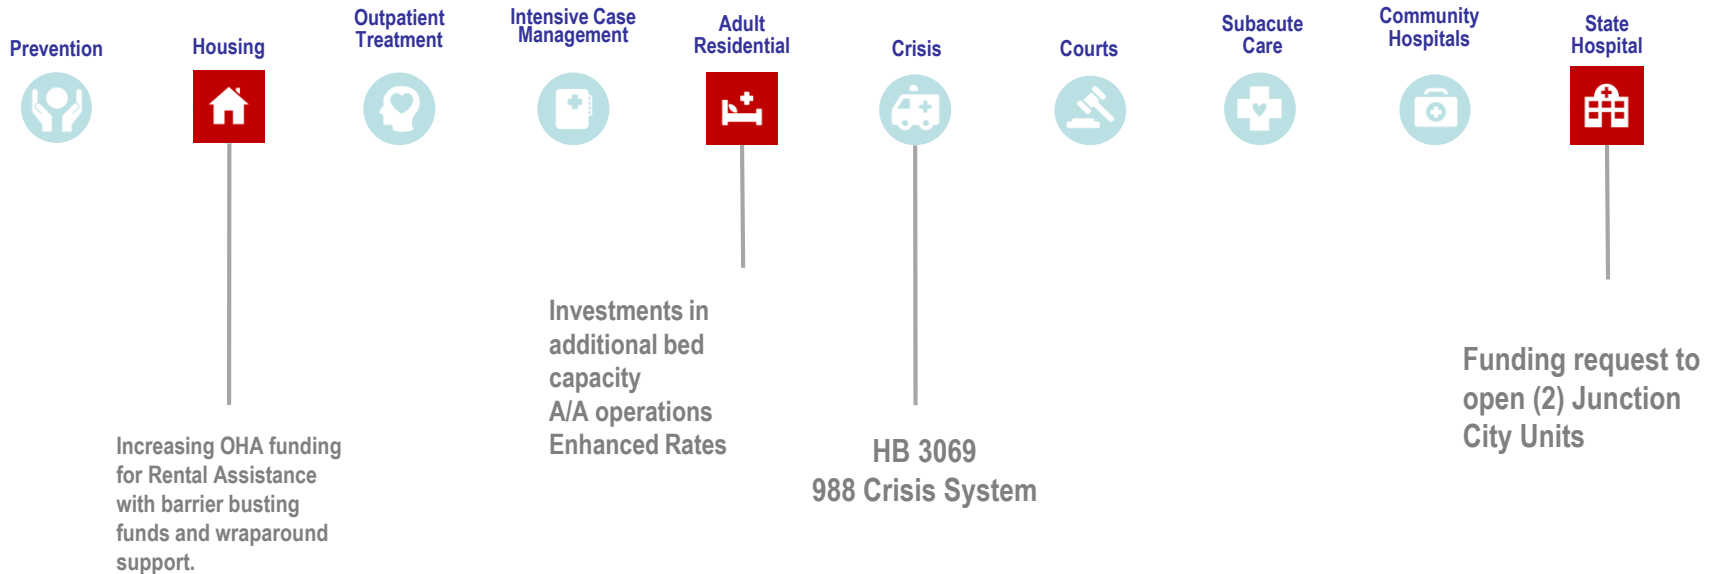 Prevention
Housing
Outpatient
Treatment
Intensive Case
Management
Adult
Residential
Crisis
Courts
Subacute
Care
Community
Hospitals
State
Hospital
Increasing OHA funding
for Rental Assistance
with barrier busting
funds and wraparound
support.
Investments in
additional bed
capacity
A/A operations
Enhanced Rates
HB 3069
988 Crisis System
Funding request to
open (2) Junction
City Units